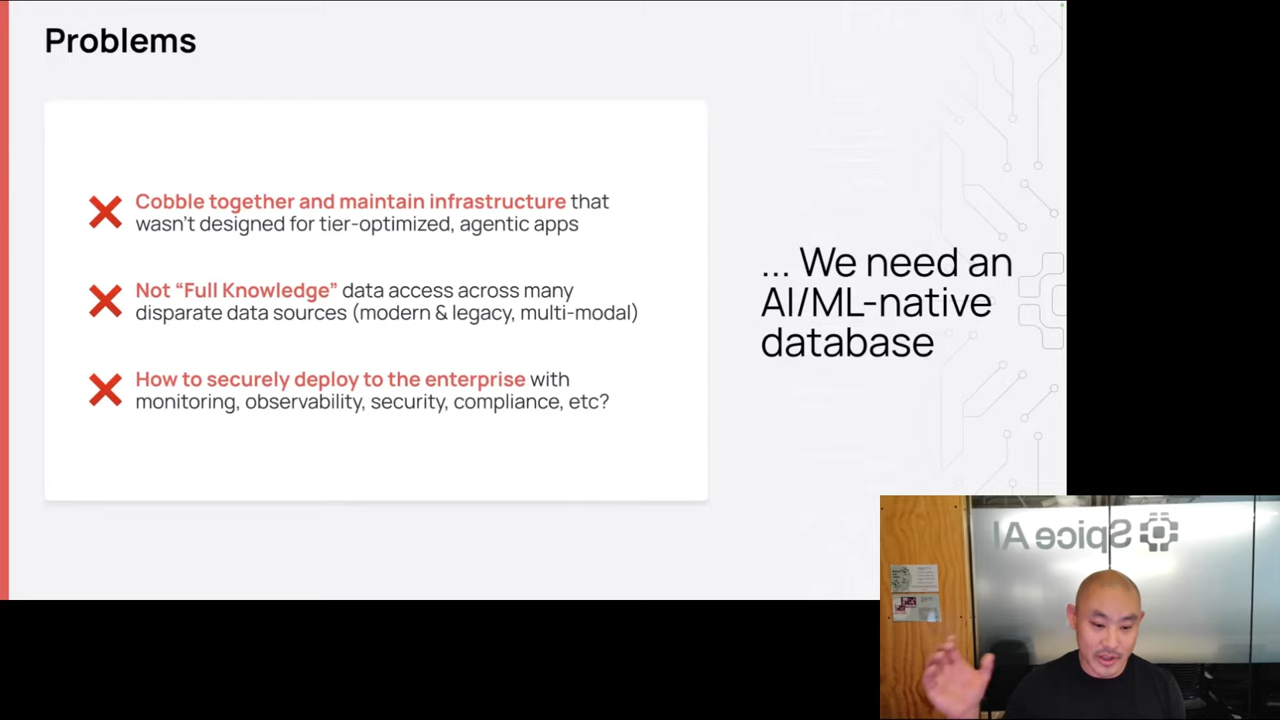 Problems
Cobble together and maintain infrastructure that
wasn't designed for tier-optimized, agentic apps
Not “Full Knowledge” data access across many
disparate data sources (modern & legacy, multi-modal)
How to securely deploy to the enterprise with
monitoring, observability, security, compliance, etc?
... We need an
AI/ML-native
database
Spice AI